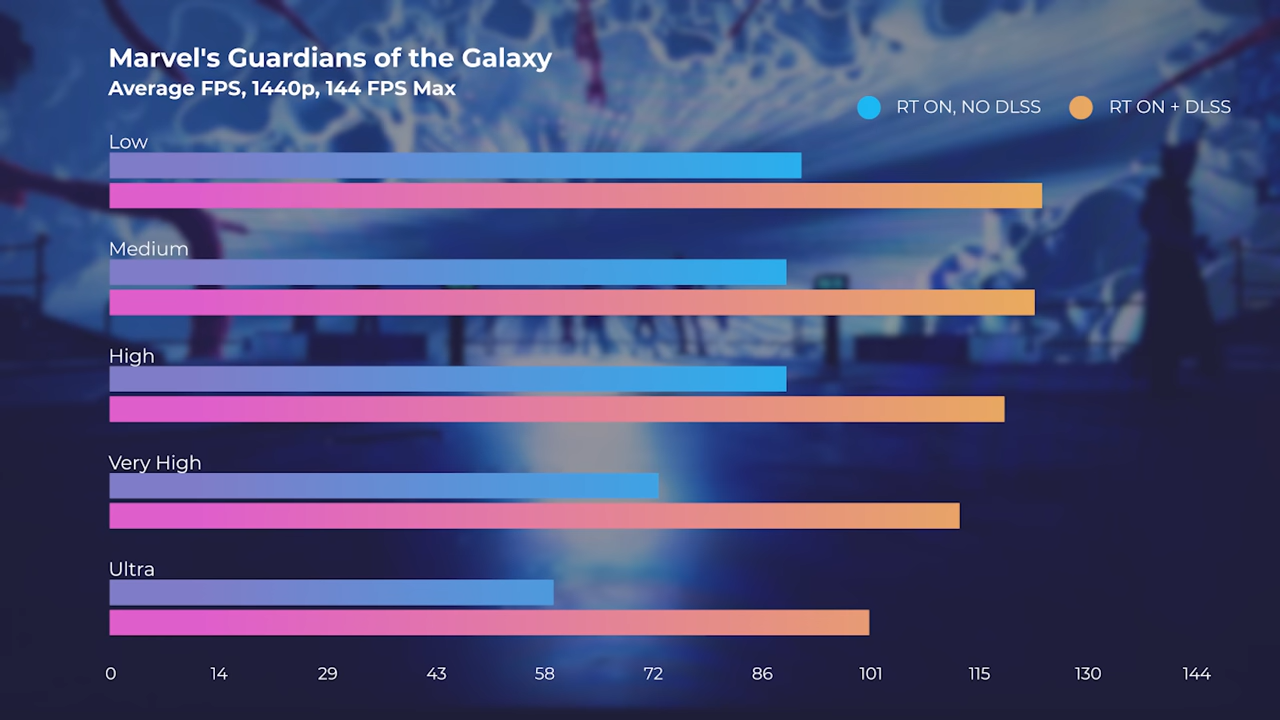 Marvel's Guardians of the Galaxy
Average FPS, 1440p, 144 FPS Max
RT ON, NO DLSS RT ON + DLSS
Low
Medium
High
Very High
Ultra
0 14 29 43 58 72 86 101 115 130 144